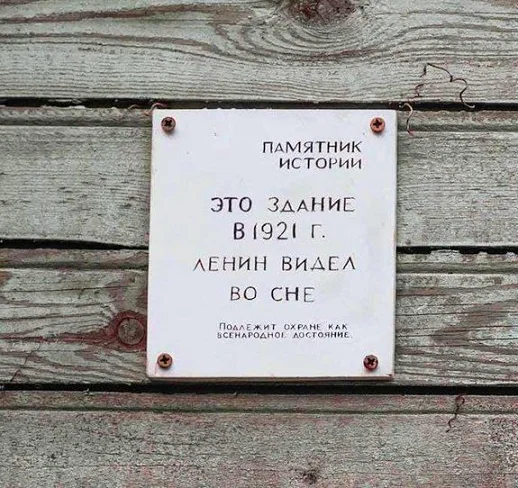 ПАМЯТНИК
ИСТОРИИ
ЭТО ЗДАНИЕ
В 1921 Г.
ЛЕНИН ВИДЕЛ
ВО СНЕ
ПОДЛЕЖИТ ОХРАНЕ КАК
ВСЕНАРОДНОЕ ДОСТОЯНИЕ.